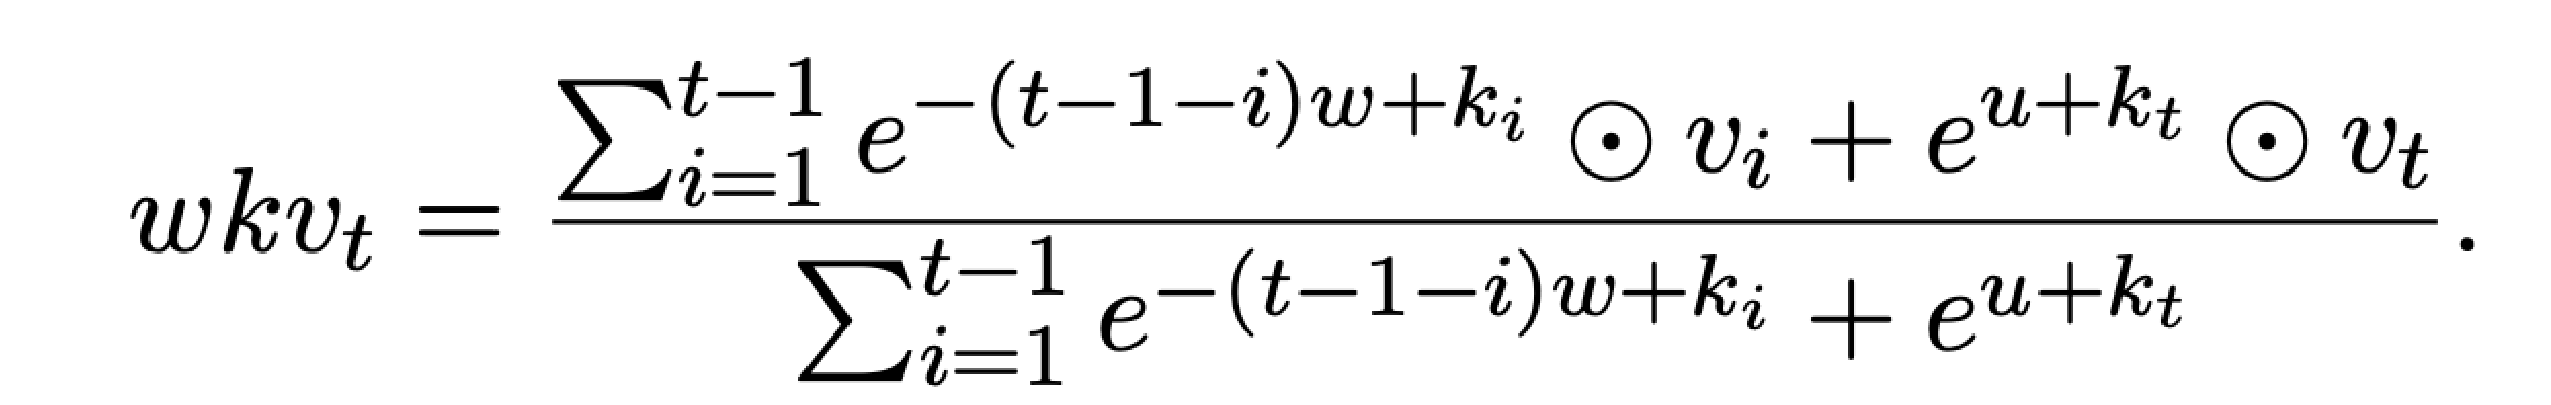 wkv_t = \frac{\sum_{i=1}^{t-1} e^{-(t-1-i)w+k_i} \odot v_i + e^{u+k_t} \odot v_t}{\sum_{i=1}^{t-1} e^{-(t-1-i)w+k_i} + e^{u+k_t}}.